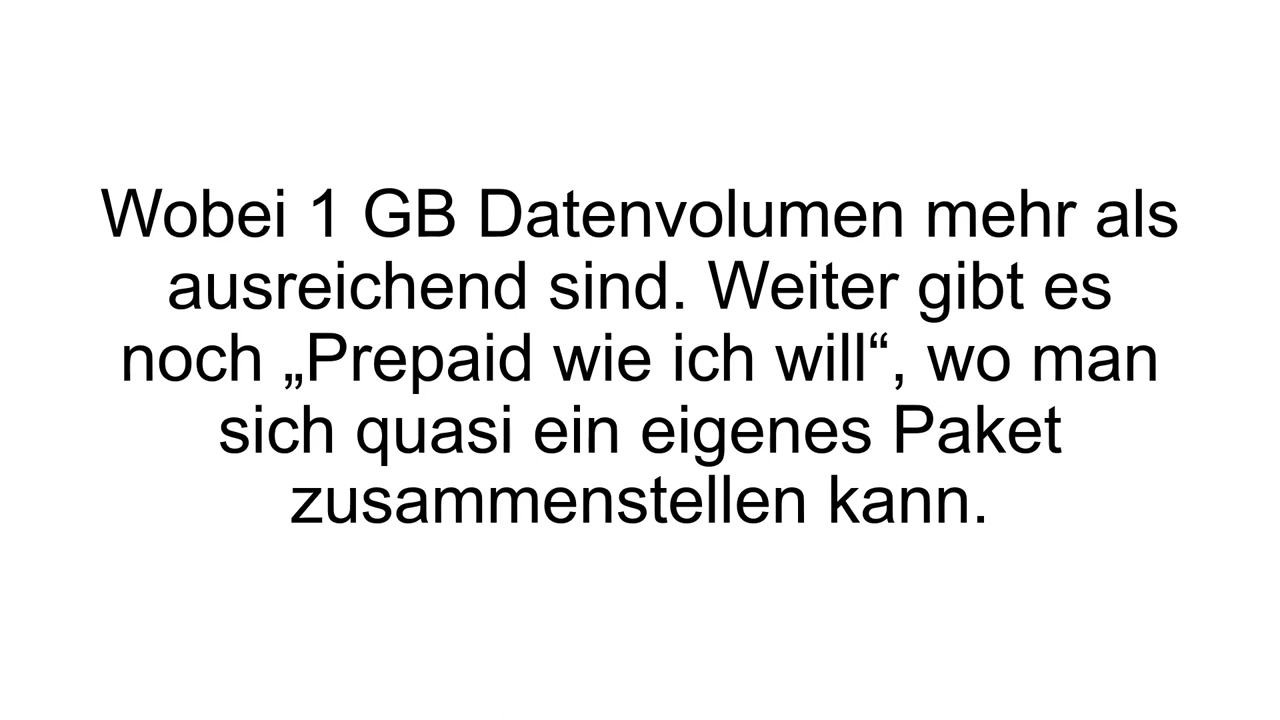 Wobei 1 GB Datenvolumen mehr als
ausreichend sind. Weiter gibt es
noch „Prepaid wie ich will“, wo man
sich quasi ein eigenes Paket
zusammenstellen kann.